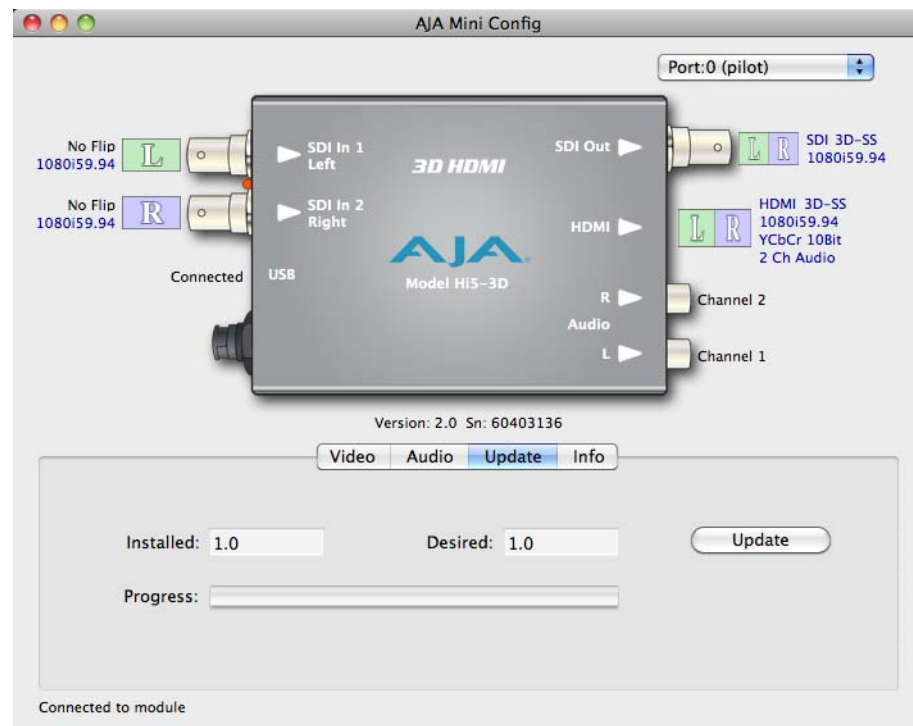 AJA Mini Config
Port:0 (pilot)
No Flip
1080i59.94
L
SDI In 1
Left
3D HDMI
SDI Out
L R
SDI 3D-SS
1080i59.94
No Flip
1080i59.94
R
SDI In 2
Right
HDMI
L R
HDMI 3D-SS
1080i59.94
YCbCr 10Bit
2 Ch Audio
Connected
USB
AJA
Model Hi5-3D
R
Channel 2
Audio
L
Channel 1
Version: 2.0 Sn: 60403136
Video Audio Update Info
Installed: 1.0 Desired: 1.0 Update
Progress:
Connected to module